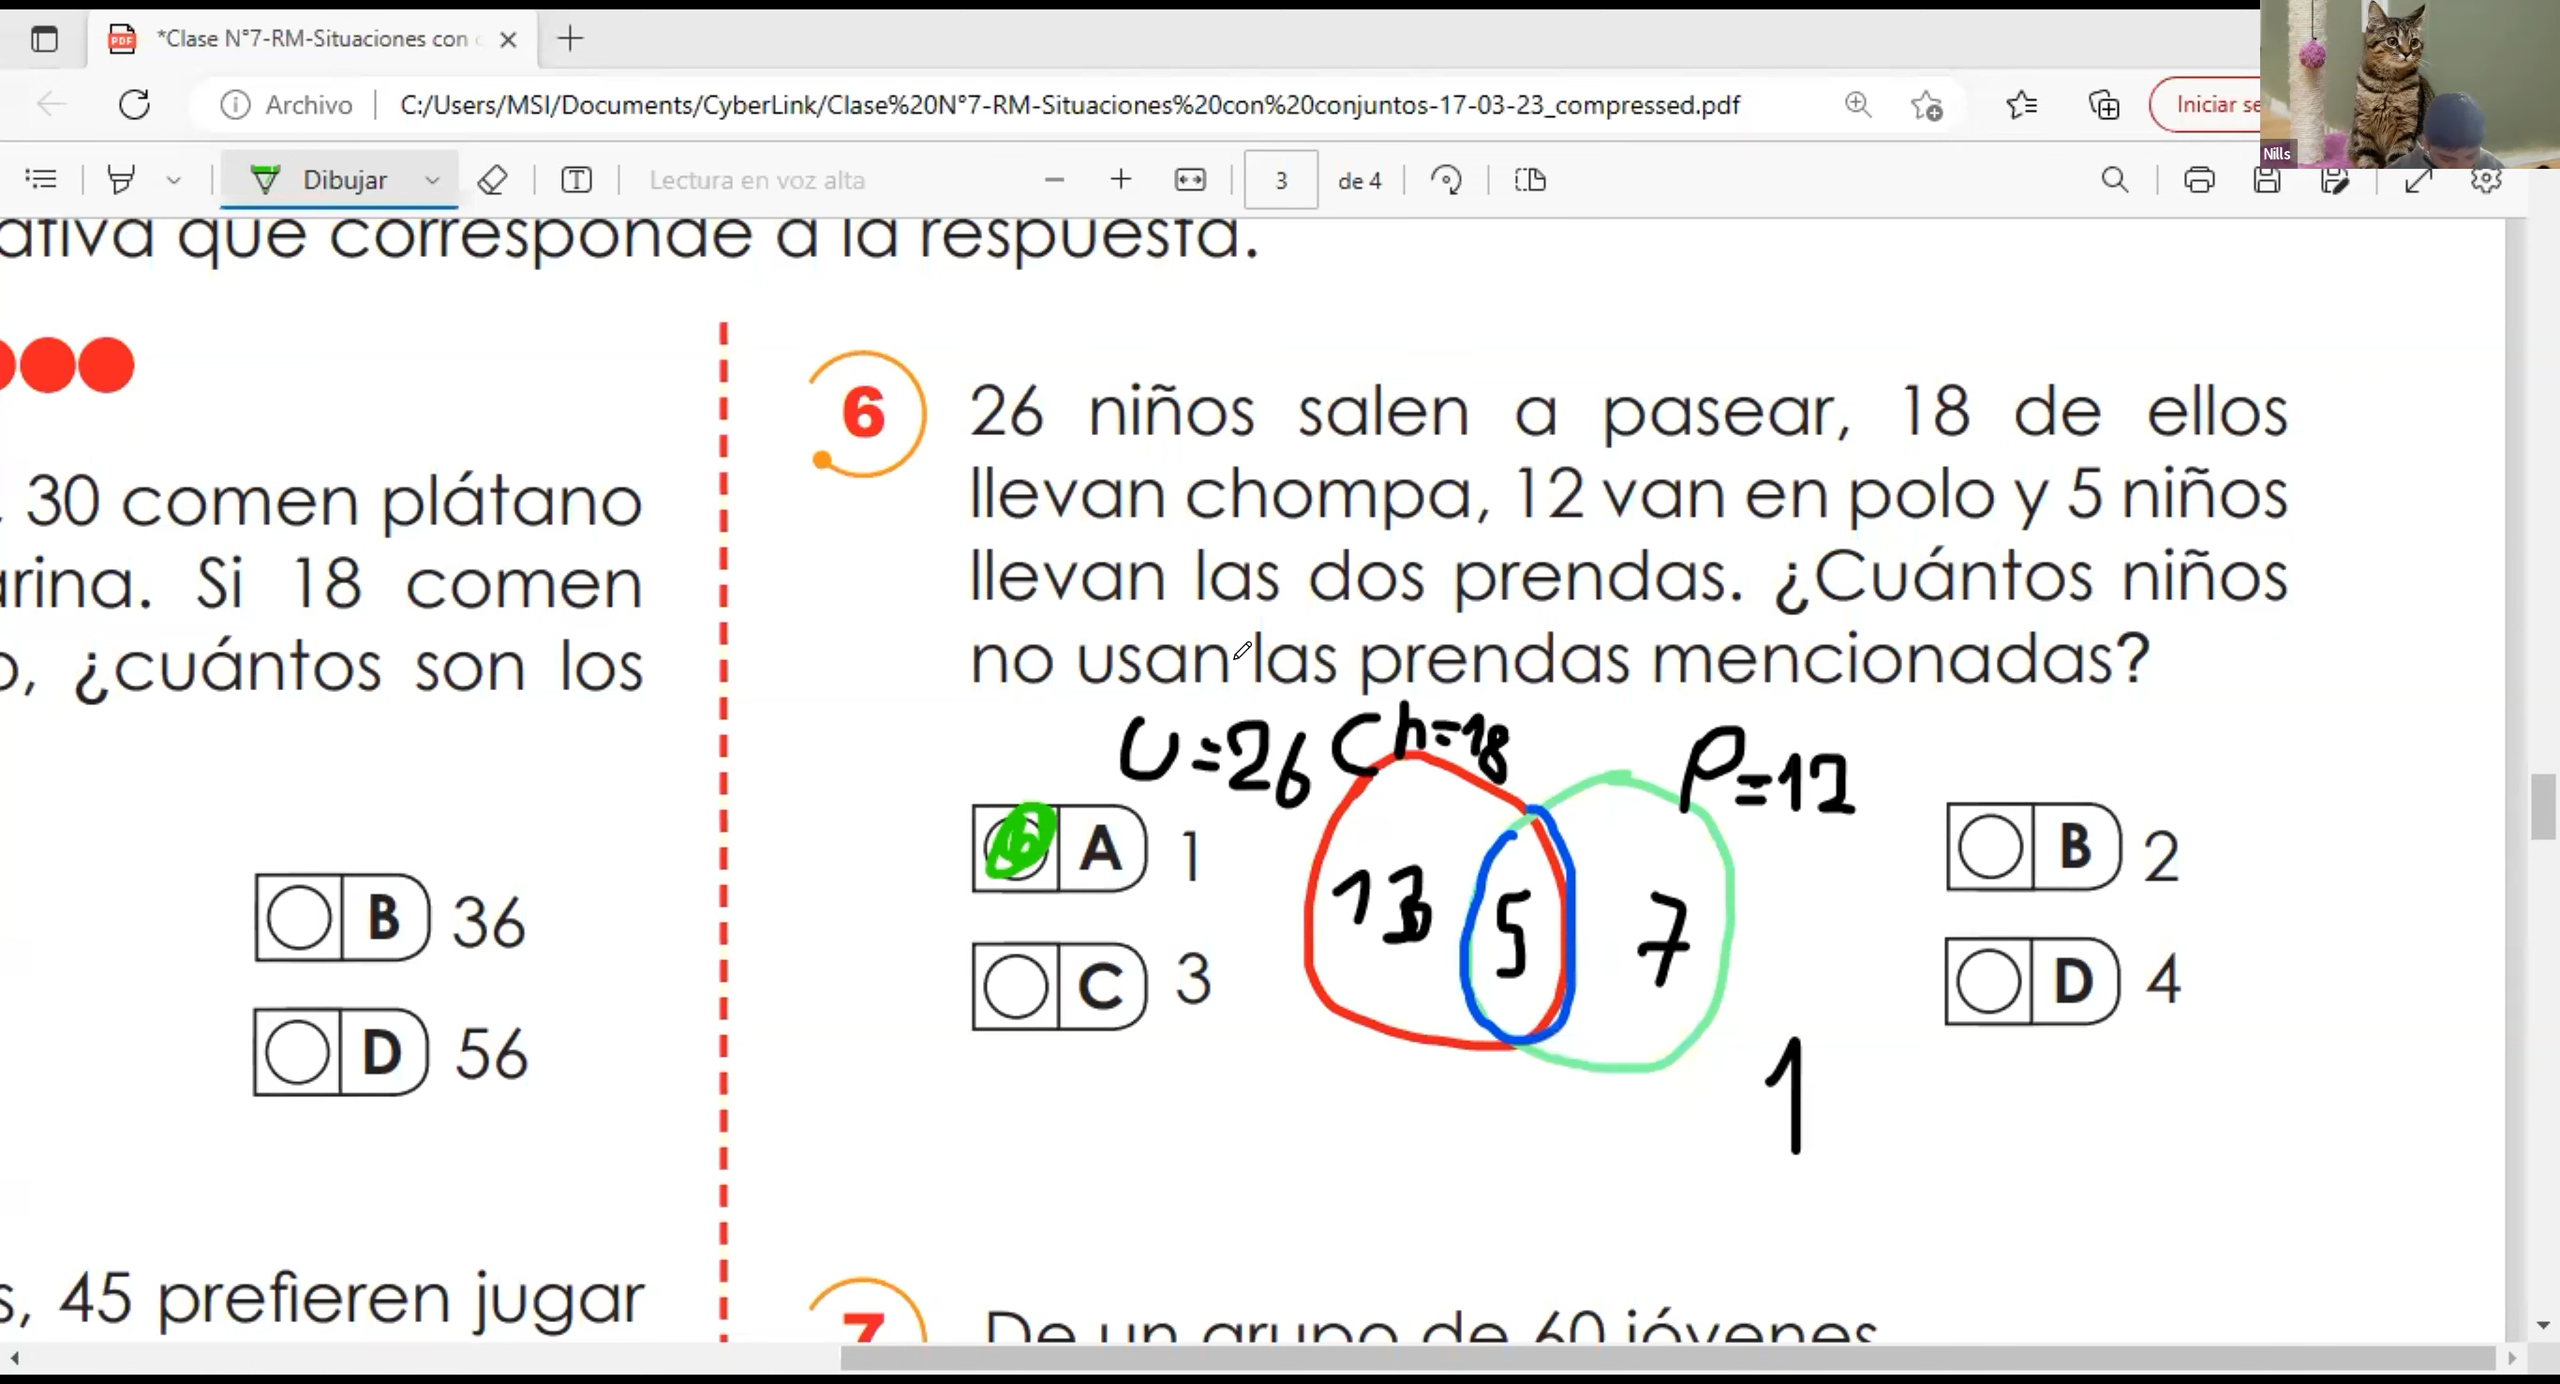 *Clase N°7-RM-Situaciones con
Archivo
C:/Users/MSI/Documents/CyberLink/Clase%20N°7-RM-Situaciones%20con%20conjuntos-17-03-23_compressed.pdf
Iniciar se
Nills
Dibujar
Lectura en voz alta
3 de 4
ativa que corresponde a la respuesta.
, 30 comen plátano
arina. Si 18 comen
o, ¿cuántos son los
B 36
D 56
s, 45 prefieren jugar
6
26 niños salen a pasear, 18 de ellos
llevan chompa, 12 van en polo y 5 niños
llevan las dos prendas. ¿Cuántos niños
no usan las prendas mencionadas?
U=26 Ch=18 P=12
A 1
B 2
13 5 7
C 3
D 4
1
7
De un grupo de 60 jóvenes